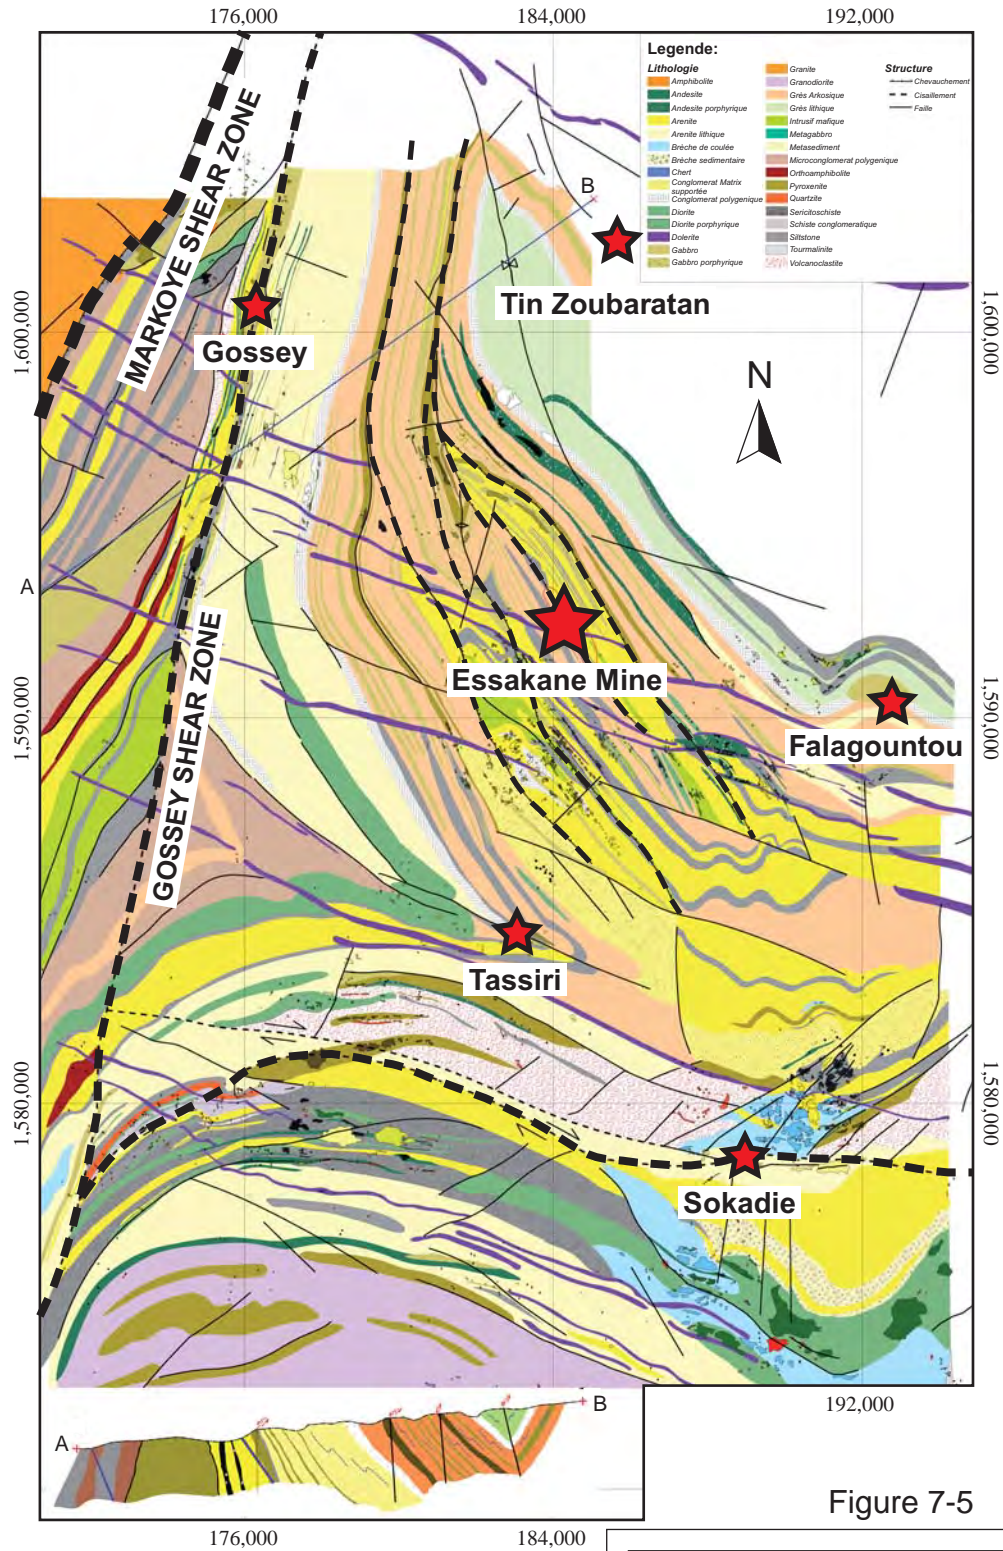 176,000
184,000
192,000
Legende:
Lithologie
Amphibolite
Andesite
Andesite porphyrique
Arenite
Arenite lithique
Brèche de coulée
Brèche sedimentaire
Chert
Conglomerat Matrix
supportée
Conglomerat polygenique
Diorite
Diorite porphyrique
Dolerite
Gabbro
Gabbro porphyrique
Granite
Granodiorite
Grès Arkosique
Grès lithique
Intrusif mafique
Metagabbro
Metasediment
Microconglomerat polygenique
Orthoamphibolite
Pyroxenite
Quartzite
Sericitoschiste
Schiste conglomeratique
Siltstone
Tourmalinite
Volcanoclastite
Structure
Chevauchement
Cisaillement
Faille
MARKOYE SHEAR ZONE
B
Tin Zoubaratan
1,600,000
1,600,000
Gossey
N
A
Essakane Mine
GOSSEY SHEAR ZONE
1,590,000
1,590,000
Falagountou
Tassiri
1,580,000
1,580,000
Sokadie
A
B
192,000
Figure 7-5
176,000
184,000